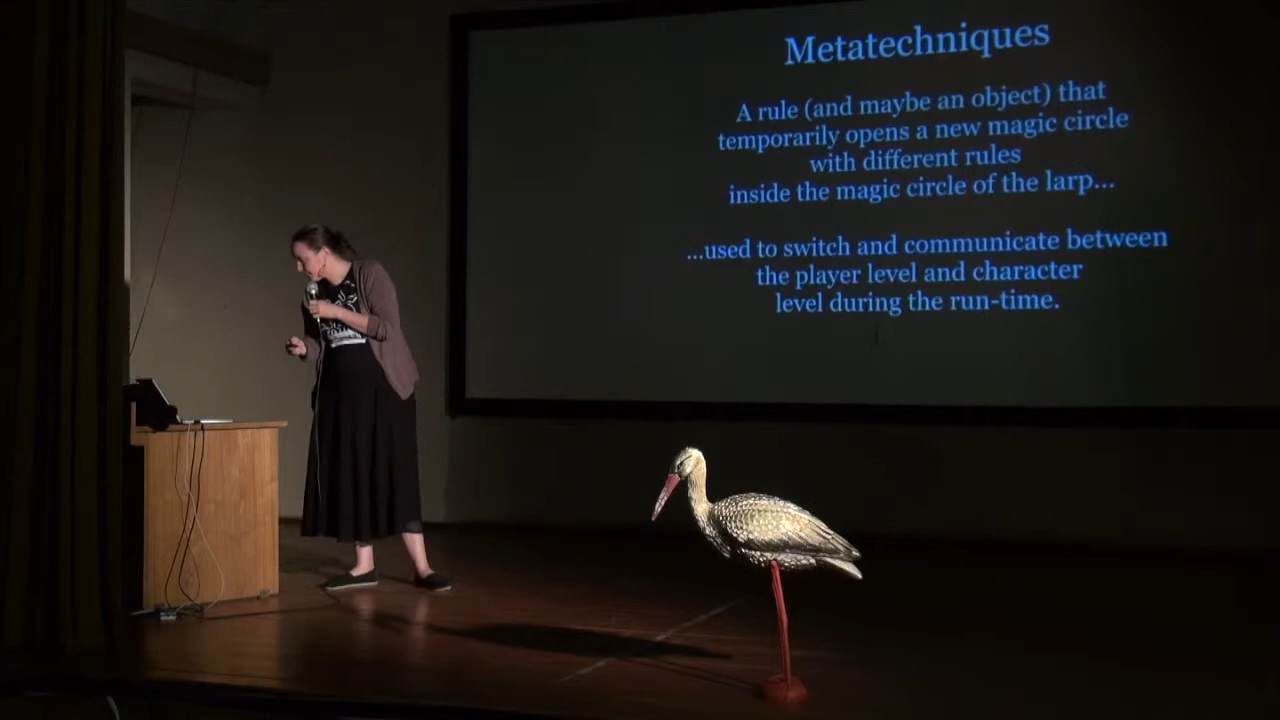 Metatechniques
A rule (and maybe an object) that
temporarily opens a new magic circle
with different rules
inside the magic circle of the larp...
...used to switch and communicate between
the player level and character
level during the run-time.